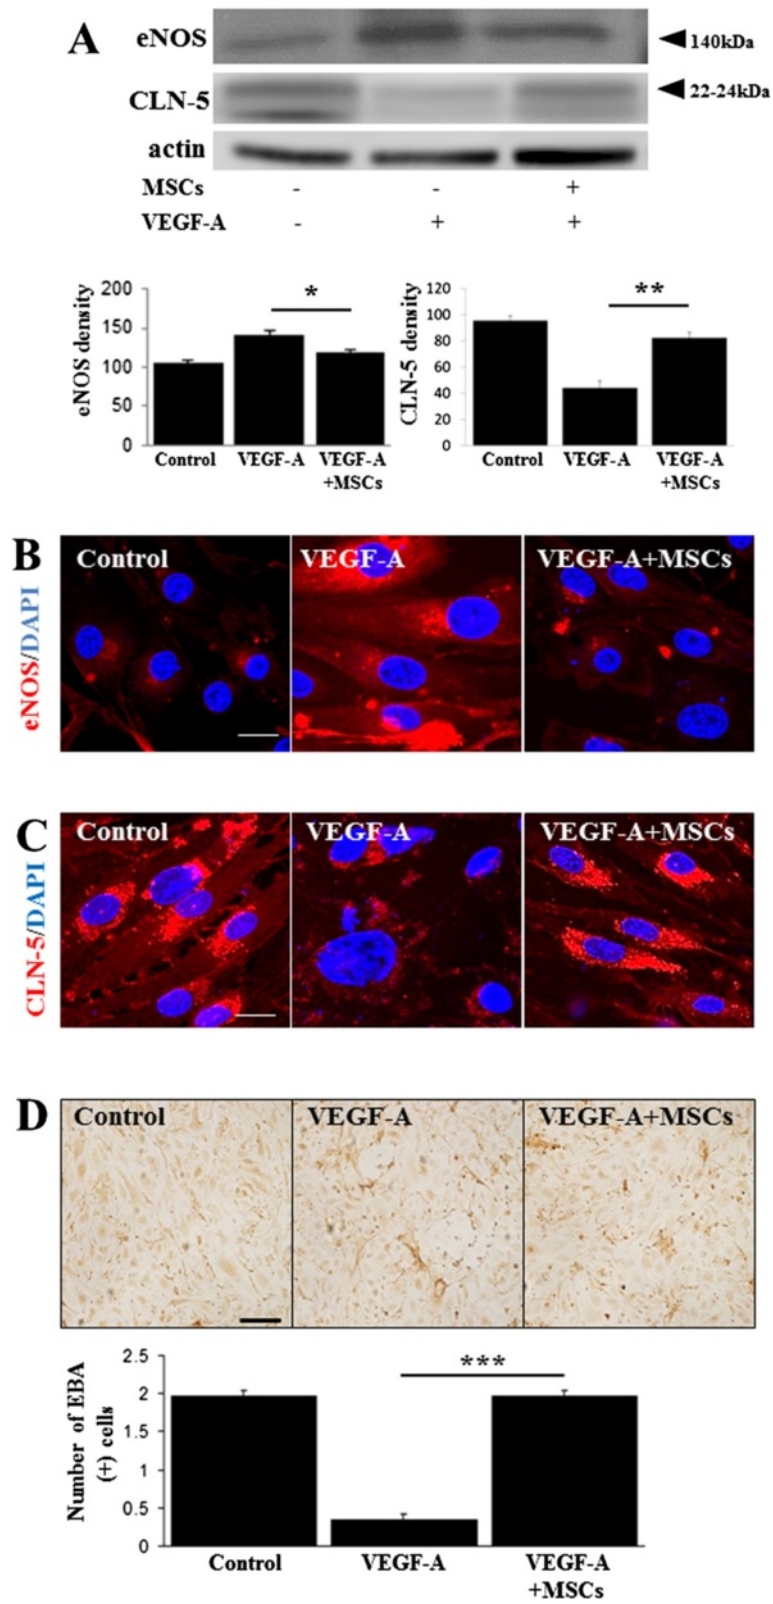 A
eNOS
140kDa
CLN-5
22-24kDa
actin
MSCs - - +
VEGF-A - + +
eNOS density
200
150
100
50
0
*
Control VEGF-A VEGF-A
+MSCs
CLN-5 density
120
100
80
60
40
20
0
**
Control VEGF-A VEGF-A
+MSCs
B
eNOS/DAPI
Control VEGF-A VEGF-A+MSCs
C
CLN-5/DAPI
Control VEGF-A VEGF-A+MSCs
D
Control VEGF-A VEGF-A+MSCs
Number of EBA
(+) cells
2.5
2
1.5
1
0.5
0
***
Control VEGF-A VEGF-A
+MSCs